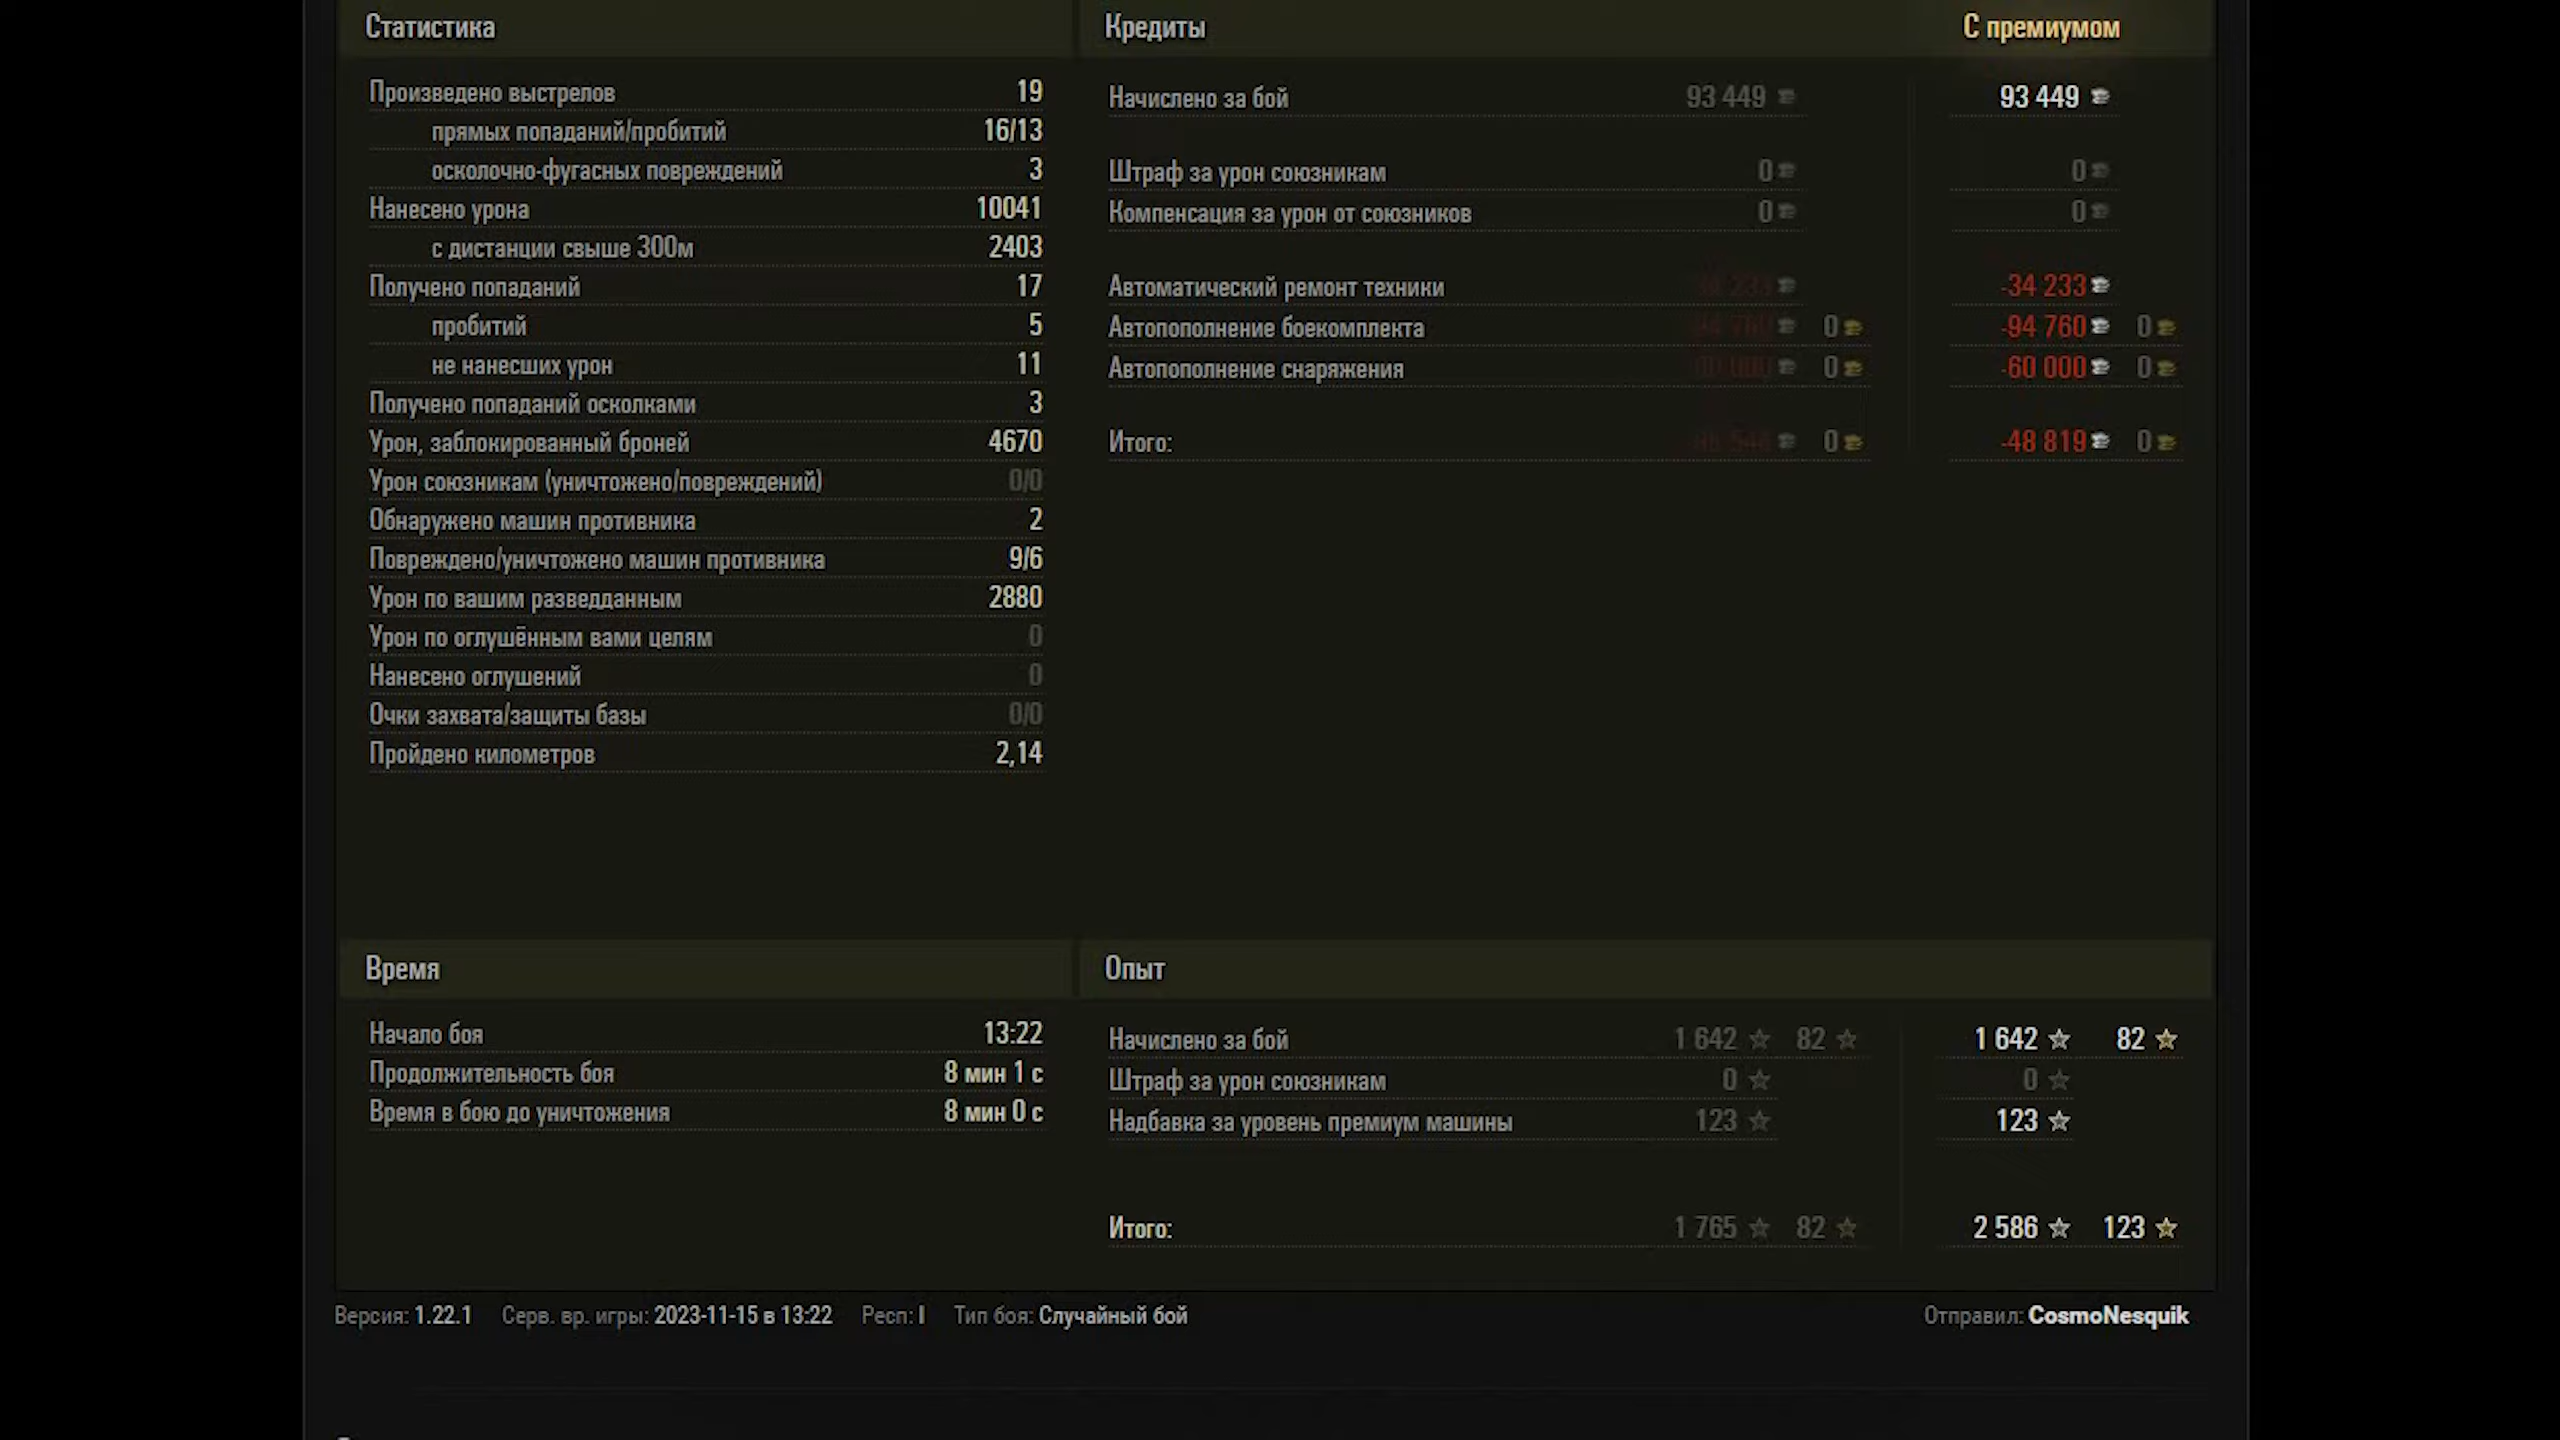 Статистика
Произведено выстрелов 19
прямых попаданий/пробитий 16/13
осколочно-фугасных повреждений 3
Нанесено урона 10041
с дистанции свыше 300м 2403
Получено попаданий 17
пробитий 5
не нанесших урон 11
Получено попаданий осколками 3
Урон, заблокированный броней 4670
Урон союзникам (уничтожено/повреждений) 0/0
Обнаружено машин противника 2
Повреждено/уничтожено машин противника 9/6
Урон по вашим разведданным 2880
Урон по оглушённым вами целям 0
Нанесено оглушений 0
Очки захвата/защиты базы 0/0
Пройдено километров 2,14
Кредиты С премиумом
Начислено за бой 93 449 93 449
Штраф за урон союзникам 0 0
Компенсация за урон от союзников 0 0
Автоматический ремонт техники -34 233
Автопополнение боекомплекта 0 -94 760 0
Автопополнение снаряжения 0 -60 000 0
Итого: 0 -48 819 0
Время
Начало боя 13:22
Продолжительность боя 8 мин 1 с
Время в бою до уничтожения 8 мин 0 с
Опыт
Начислено за бой 1 642 82 1 642 82
Штраф за урон союзникам 0 0
Надбавка за уровень премиум машины 123 123
Итого: 1 765 82 2 586 123
Версия: 1.22.1 Серв. вр. игры: 2023-11-15 в 13:22 Респ: I Тип боя: Случайный бой Отправил: CosmoNesquik